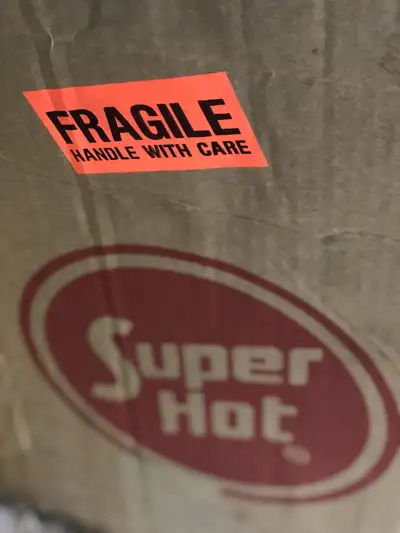 FRAGILE
HANDLE WITH CARE
Super
Hot